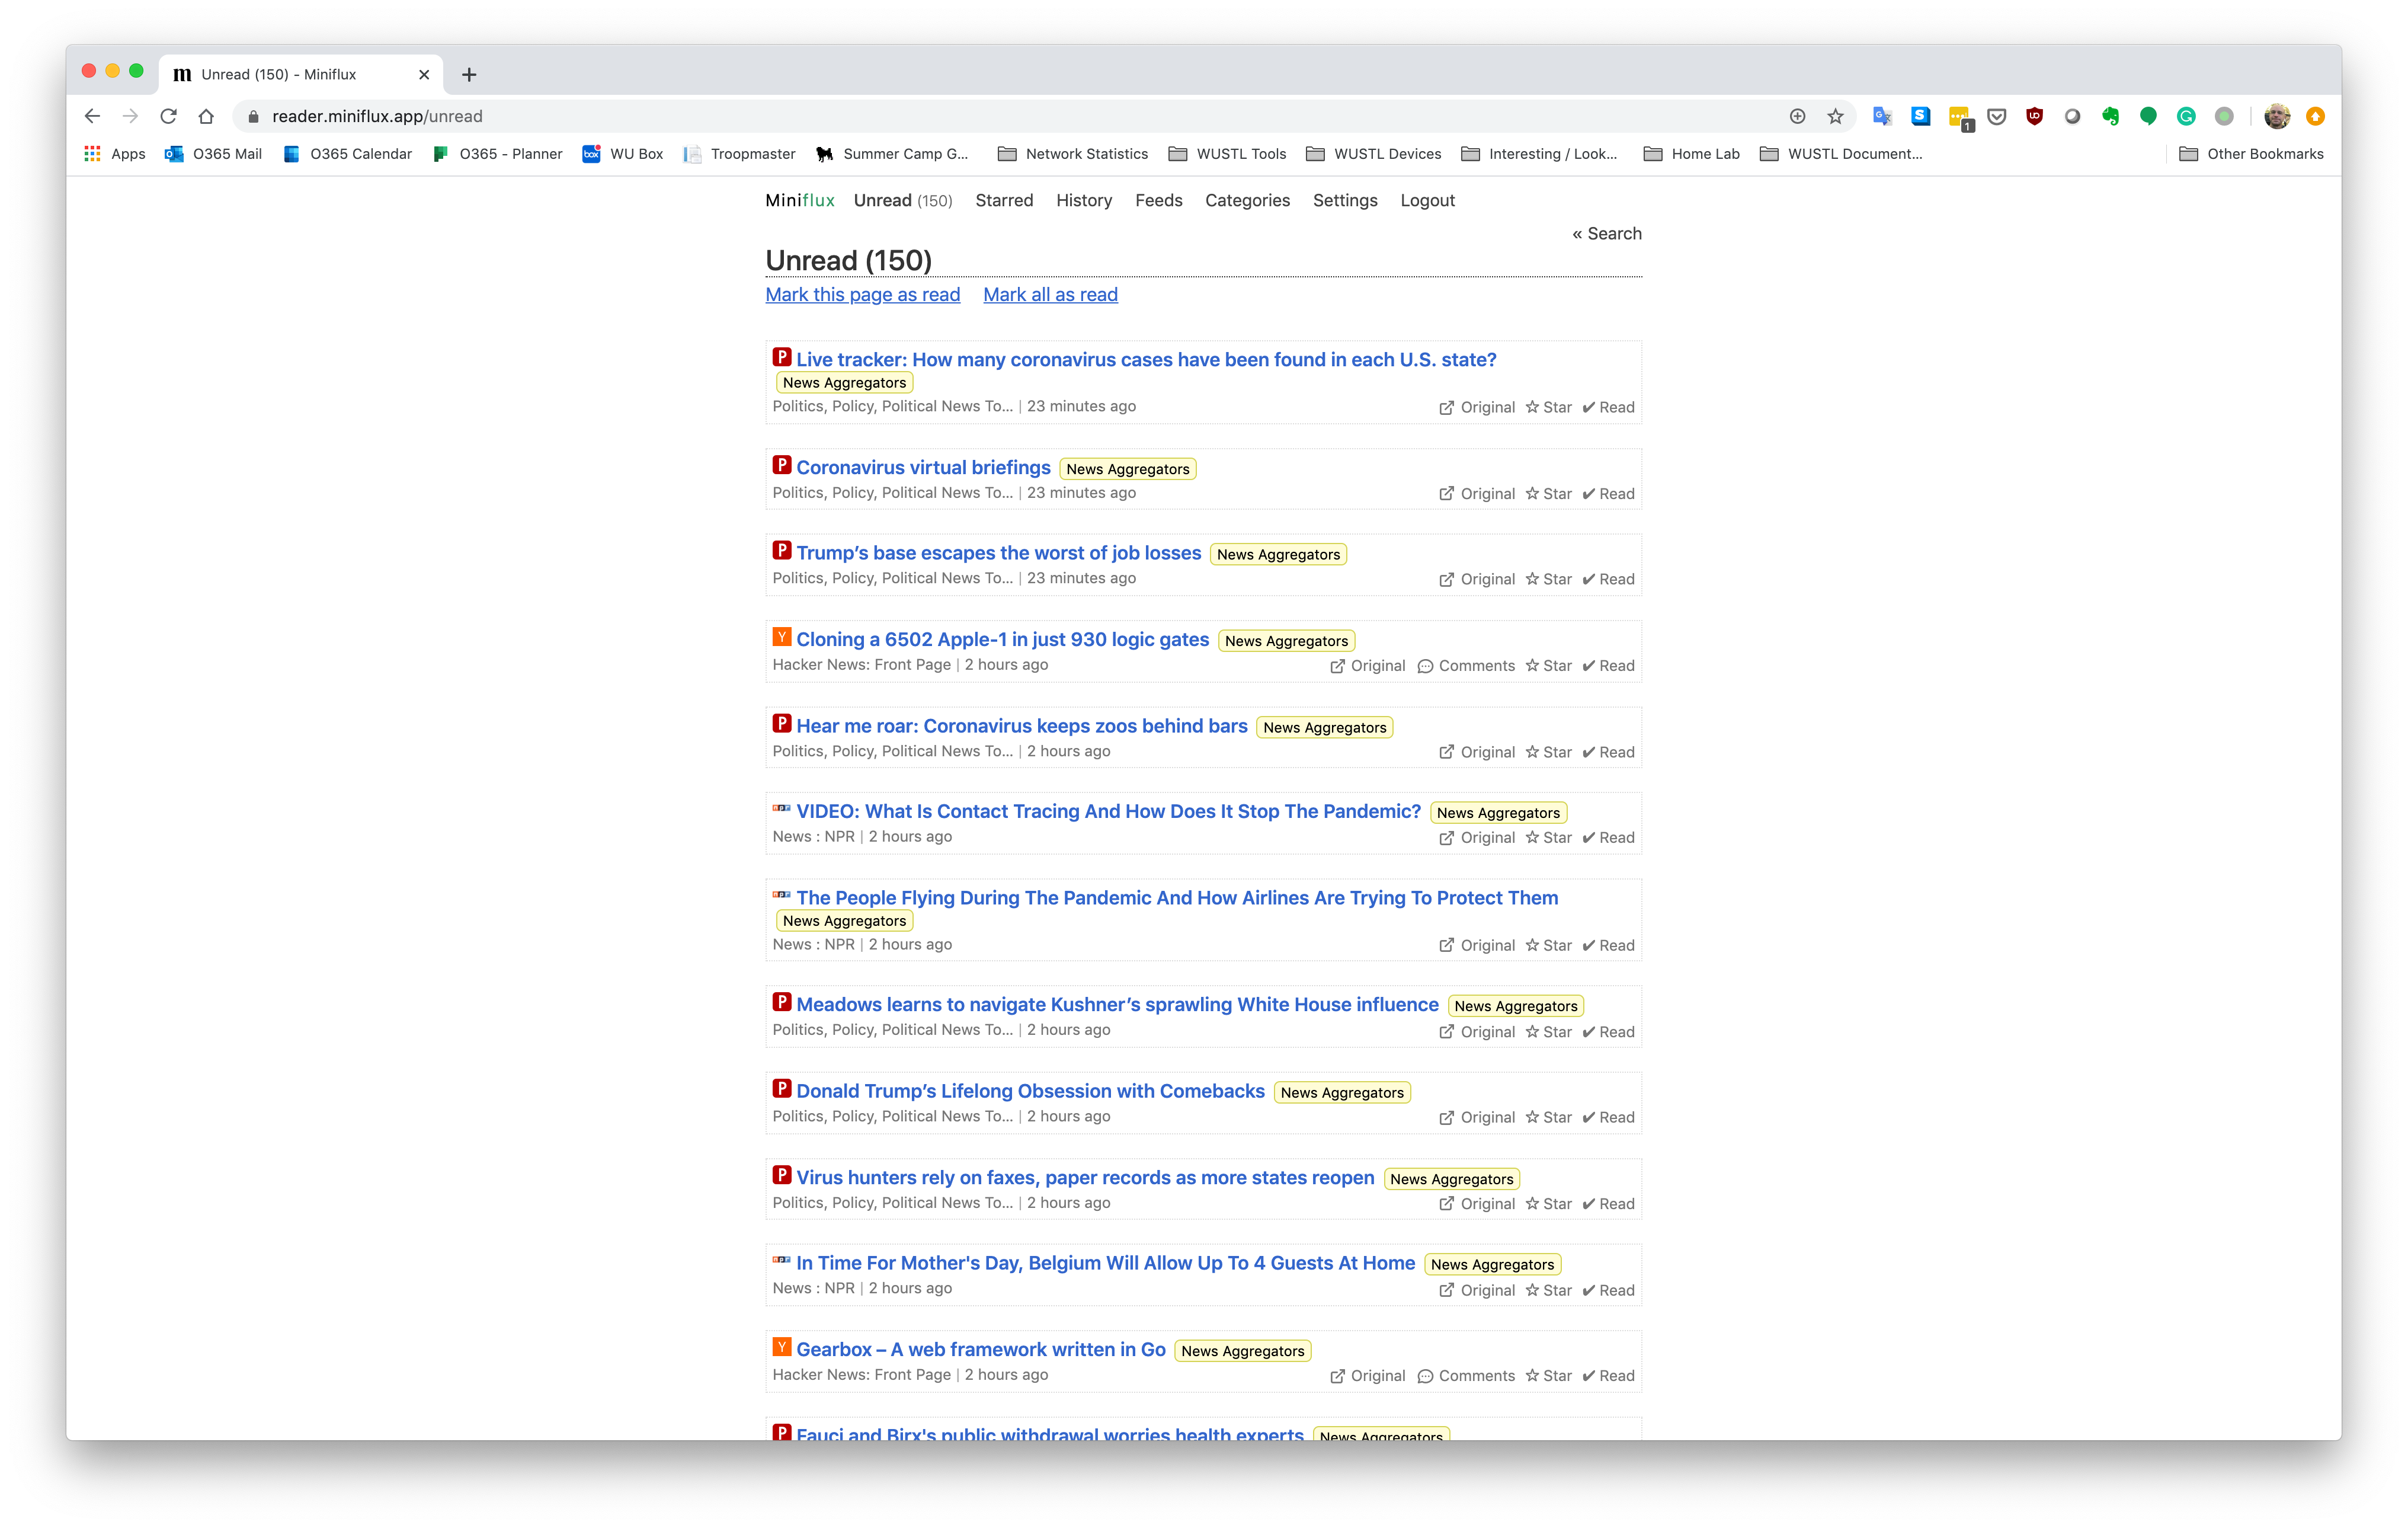 m Unread (150) - Miniflux
reader.miniflux.app/unread
1
Apps O365 Mail O365 Calendar O365 - Planner box WU Box Troopmaster Summer Camp G... Network Statistics WUSTL Tools WUSTL Devices Interesting / Look... Home Lab WUSTL Document... Other Bookmarks
Miniflux Unread (150) Starred History Feeds Categories Settings Logout
« Search
Unread (150)
Mark this page as read Mark all as read
P Live tracker: How many coronavirus cases have been found in each U.S. state?
News Aggregators
Politics, Policy, Political News To... | 23 minutes ago Original Star Read
P Coronavirus virtual briefings News Aggregators
Politics, Policy, Political News To... | 23 minutes ago Original Star Read
P Trump’s base escapes the worst of job losses News Aggregators
Politics, Policy, Political News To... | 23 minutes ago Original Star Read
Y Cloning a 6502 Apple-1 in just 930 logic gates News Aggregators
Hacker News: Front Page | 2 hours ago Original Comments Star Read
P Hear me roar: Coronavirus keeps zoos behind bars News Aggregators
Politics, Policy, Political News To... | 2 hours ago Original Star Read
npr VIDEO: What Is Contact Tracing And How Does It Stop The Pandemic? News Aggregators
News : NPR | 2 hours ago Original Star Read
npr The People Flying During The Pandemic And How Airlines Are Trying To Protect Them
News Aggregators
News : NPR | 2 hours ago Original Star Read
P Meadows learns to navigate Kushner’s sprawling White House influence News Aggregators
Politics, Policy, Political News To... | 2 hours ago Original Star Read
P Donald Trump’s Lifelong Obsession with Comebacks News Aggregators
Politics, Policy, Political News To... | 2 hours ago Original Star Read
P Virus hunters rely on faxes, paper records as more states reopen News Aggregators
Politics, Policy, Political News To... | 2 hours ago Original Star Read
npr In Time For Mother's Day, Belgium Will Allow Up To 4 Guests At Home News Aggregators
News : NPR | 2 hours ago Original Star Read
Y Gearbox – A web framework written in Go News Aggregators
Hacker News: Front Page | 2 hours ago Original Comments Star Read
P Fauci and Birx's public withdrawal worries health experts News Aggregators